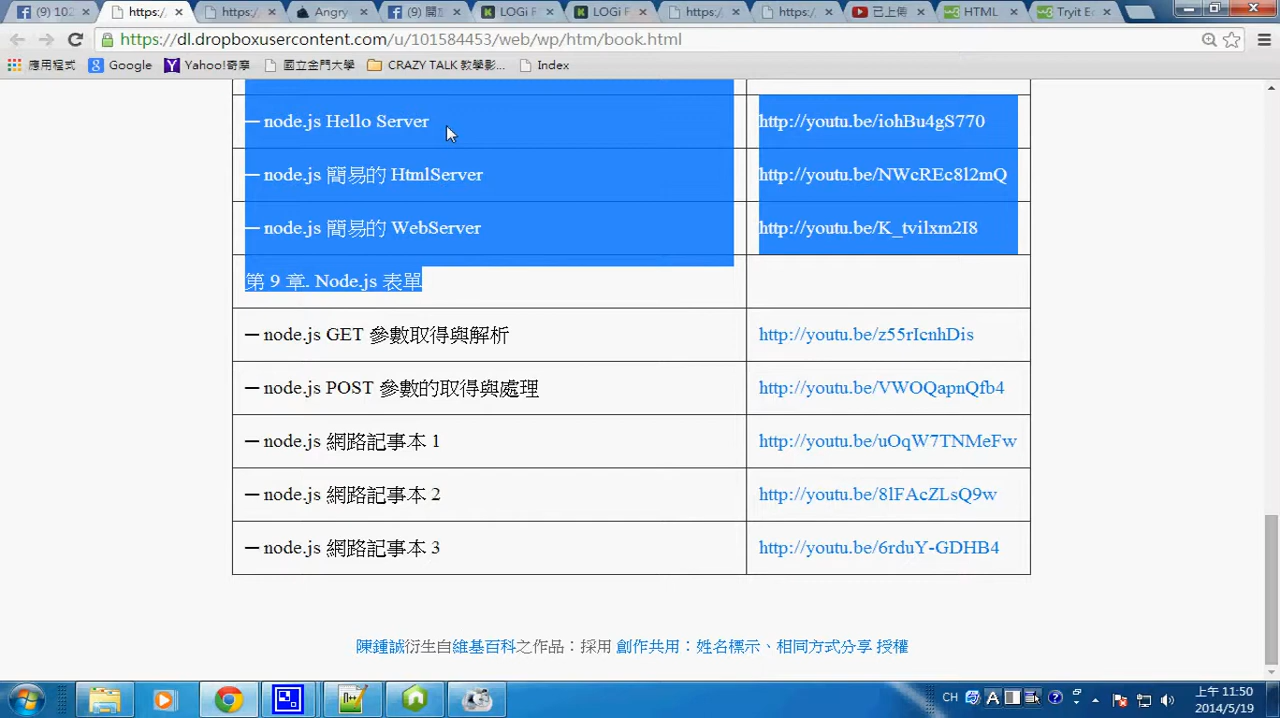 (9) 10
https:/
https:/
Angry
(9) 開
LOGi F
LOGi F
https:/
https:/
已上傳
HTML
Tryit E
https://dl.dropboxusercontent.com/u/101584453/web/wp/htm/book.html
應用程式 Google Yahoo!奇摩 國立金門大學 CRAZY TALK 教學影... Index
— node.js Hello Server http://youtu.be/iohBu4gS770
— node.js 簡易的 HtmlServer http://youtu.be/NWcREc8l2mQ
— node.js 簡易的 WebServer http://youtu.be/K_tvilxm2I8
第 9 章. Node.js 表單
— node.js GET 參數取得與解析 http://youtu.be/z55rIcnhDis
— node.js POST 參數的取得與處理 http://youtu.be/VWOQapnQfb4
— node.js 網路記事本 1 http://youtu.be/uOqW7TNMeFw
— node.js 網路記事本 2 http://youtu.be/8lFAcZLsQ9w
— node.js 網路記事本 3 http://youtu.be/6rduY-GDHB4
陳鍾誠衍生自維基百科之作品：採用 創作共用：姓名標示、相同方式分享 授權
CH
上午 11:50
2014/5/19